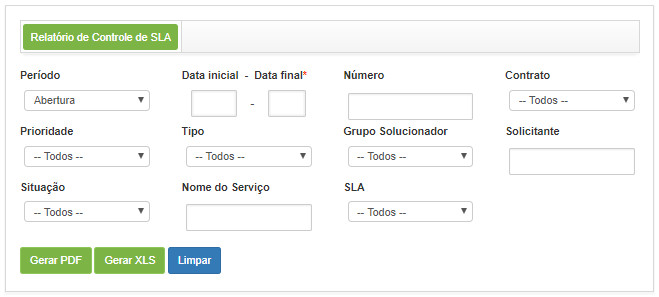 Relatório de Controle de SLA
Período Data inicial - Data final* Número Contrato
Abertura - -- Todos --
Prioridade Tipo Grupo Solucionador Solicitante
-- Todos -- -- Todos -- -- Todos --
Situação Nome do Serviço SLA
-- Todos -- -- Todos --
Gerar PDF Gerar XLS Limpar